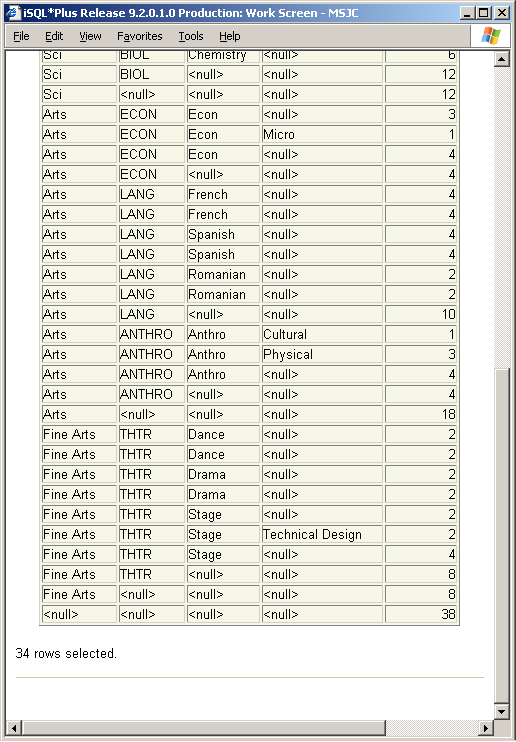 iSQL*Plus Release 9.2.0.1.0 Production: Work Screen - MSJC
File Edit View Favorites Tools Help
Sci BIOL Chemistry <null> 6
Sci BIOL <null> <null> 12
Sci <null> <null> <null> 12
Arts ECON Econ <null> 3
Arts ECON Econ Micro 1
Arts ECON Econ <null> 4
Arts ECON <null> <null> 4
Arts LANG French <null> 4
Arts LANG French <null> 4
Arts LANG Spanish <null> 4
Arts LANG Spanish <null> 4
Arts LANG Romanian <null> 2
Arts LANG Romanian <null> 2
Arts LANG <null> <null> 10
Arts ANTHRO Anthro Cultural 1
Arts ANTHRO Anthro Physical 3
Arts ANTHRO Anthro <null> 4
Arts ANTHRO <null> <null> 4
Arts <null> <null> <null> 18
Fine Arts THTR Dance <null> 2
Fine Arts THTR Dance <null> 2
Fine Arts THTR Drama <null> 2
Fine Arts THTR Drama <null> 2
Fine Arts THTR Stage <null> 2
Fine Arts THTR Stage Technical Design 2
Fine Arts THTR Stage <null> 4
Fine Arts THTR <null> <null> 8
Fine Arts <null> <null> <null> 8
<null> <null> <null> <null> 38
34 rows selected.